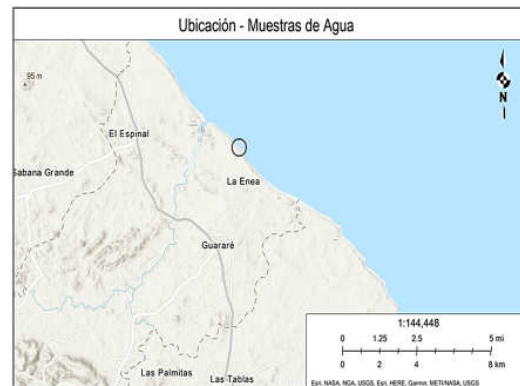 Ubicación - Muestras de Agua
95 m
N
El Espinal
Sabana Grande
La Enea
Guararé
1:144,448
0 1.25 2.5 5 mi
0 2 4 8 km
Las Palmitas
Las Tablas
Esri, NASA, NGA, USGS, Esri, HERE, Garmin, METI/NASA, USGS